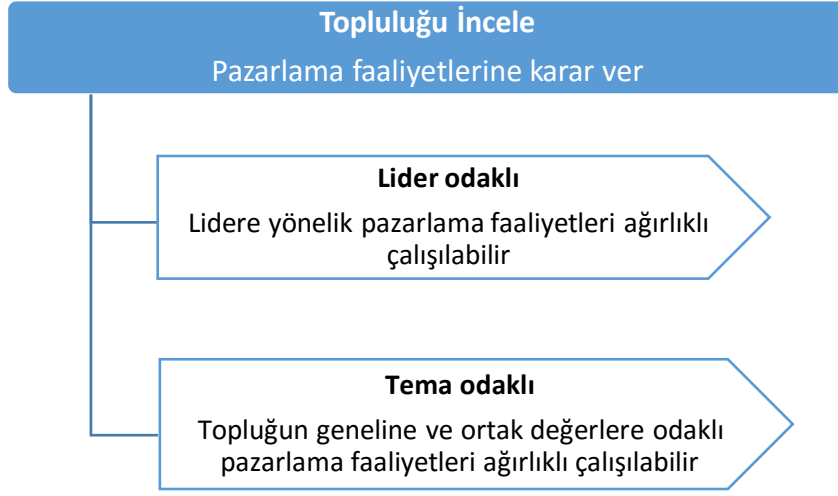 Topluluğu İncele
Pazarlama faaliyetlerine karar ver
Lider odaklı
Lidere yönelik pazarlama faaliyetleri ağırlıklı
çalışılabilir
Tema odaklı
Topluğun geneline ve ortak değerlere odaklı
pazarlama faaliyetleri ağırlıklı çalışılabilir